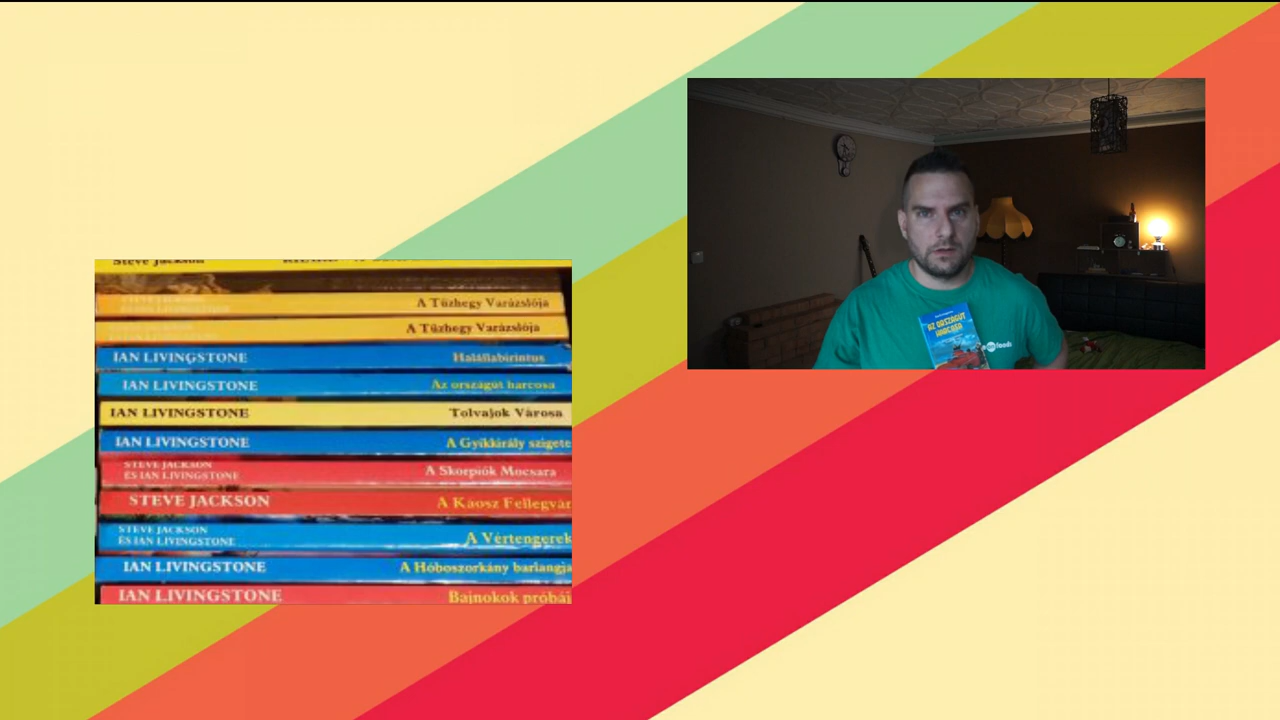 Steve Jackson
A Tűzhegy Varázslója
A Tűzhegy Varázslója
IAN LIVINGSTONE Halállabirintus
IAN LIVINGSTONE Az országút harcosa
IAN LIVINGSTONE Tolvajok Városa
IAN LIVINGSTONE A Gyíkkirály szigete
STEVE JACKSON
ÉS IAN LIVINGSTONE A Skorpiók Mocsara
STEVE JACKSON A Káosz Fellegvár
STEVE JACKSON
ÉS IAN LIVINGSTONE A Vértengerek
IAN LIVINGSTONE A Hóboszorkány barlangja
IAN LIVINGSTONE Bajnokok próbáj
AZ ORSZÁGÚT
HARCOSA
foods